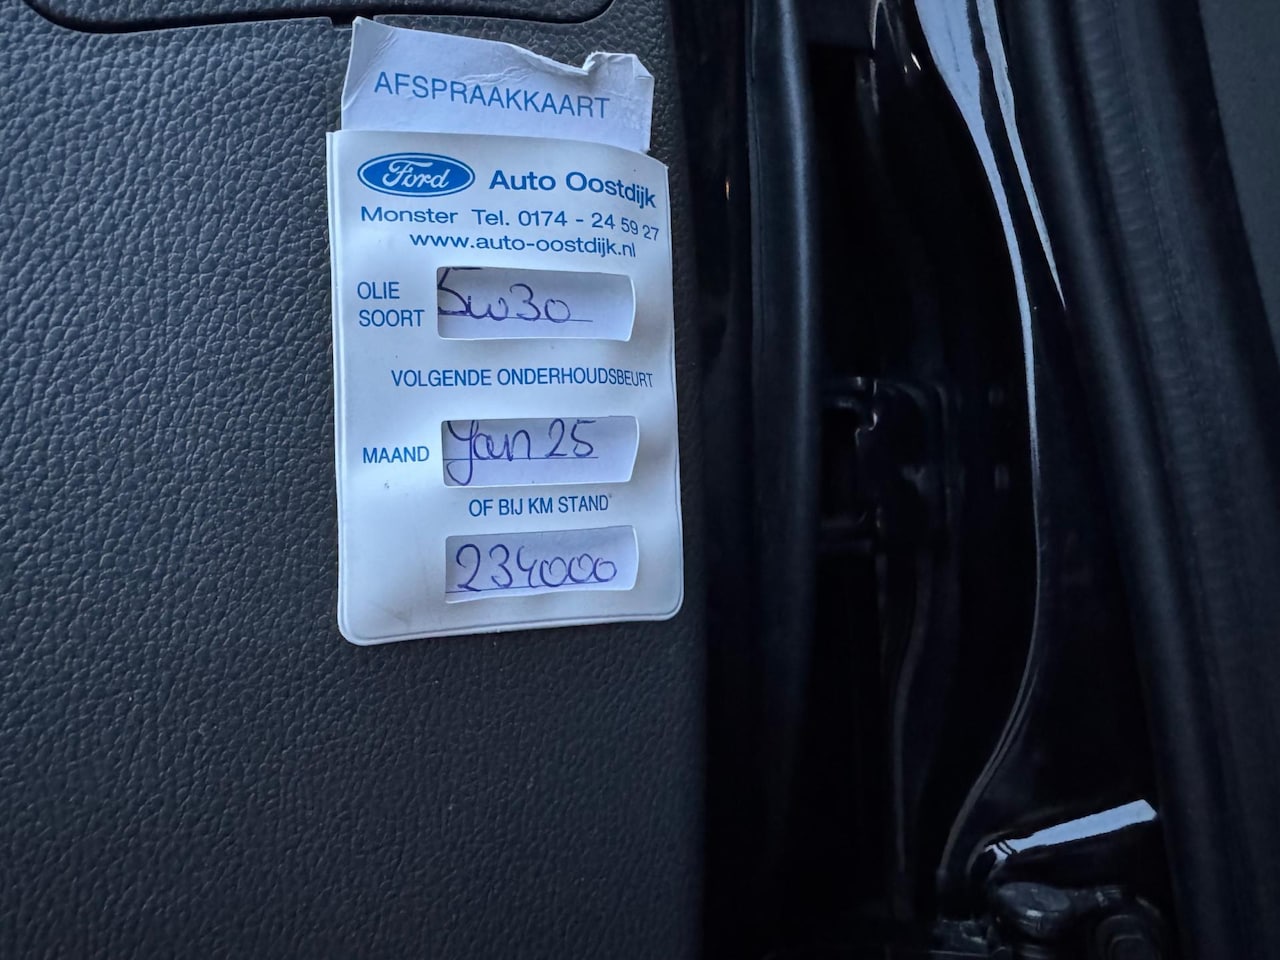 AFSPRAAKKAART
Ford Auto Oostdijk
Monster Tel. 0174 - 24 59 27
www.auto-oostdijk.nl
OLIE
SOORT 5w30
VOLGENDE ONDERHOUDSBEURT
MAAND Jan 25
OF BIJ KM STAND
234000